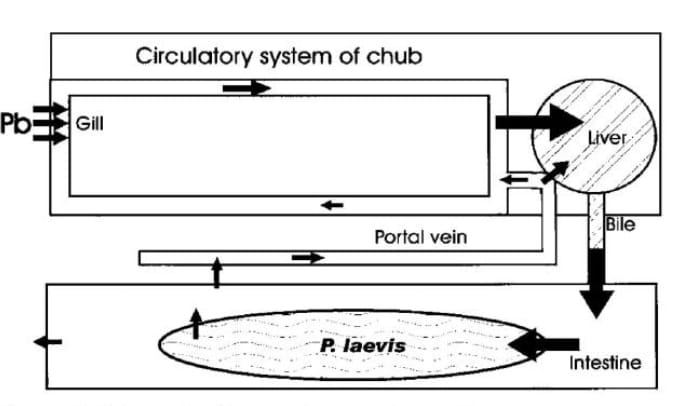 Circulatory system of chub
Pb
Gill
Liver
Portal vein
Bile
P. laevis
Intestine